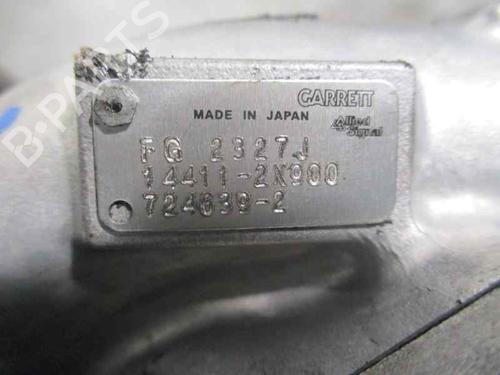 GARRETT
MADE IN JAPAN
Allied Signal
FG 2327J
14411-2X900
724639-2
B-PARTS